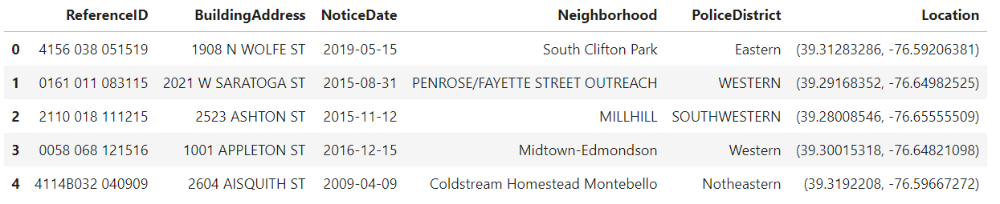 ReferenceID BuildingAddress NoticeDate Neighborhood PoliceDistrict Location
0 4156 038 051519 1908 N WOLFE ST 2019-05-15 South Clifton Park Eastern (39.31283286, -76.59206381)
1 0161 011 083115 2021 W SARATOGA ST 2015-08-31 PENROSE/FAYETTE STREET OUTREACH WESTERN (39.29168352, -76.64982525)
2 2110 018 111215 2523 ASHTON ST 2015-11-12 MILLHILL SOUTHWESTERN (39.28008546, -76.65555509)
3 0058 068 121516 1001 APPLETON ST 2016-12-15 Midtown-Edmondson Western (39.30015318, -76.64821098)
4 4114B032 040909 2604 AISQUITH ST 2009-04-09 Coldstream Homestead Montebello Notheastern (39.3192208, -76.59667272)